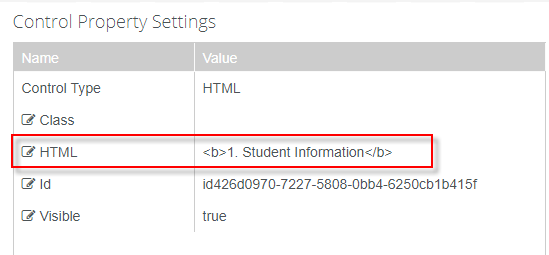 Control Property Settings
Name Value
Control Type HTML
Class
HTML <b>1. Student Information</b>
Id id426d0970-7227-5808-0bb4-6250cb1b415f
Visible true